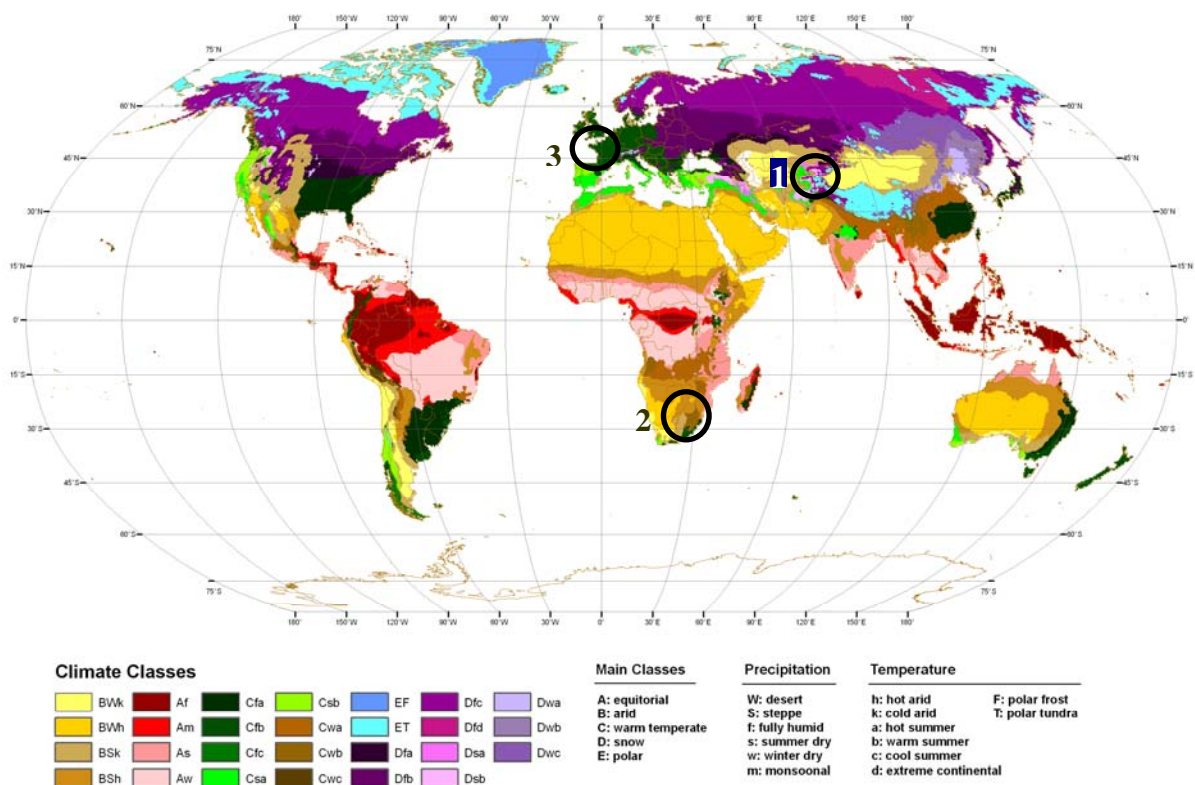 180° 150°W 120°W 90°W 60°W 30°W 0° 30°E 60°E 90°E 120°E 150°E 180°
75°N 75°N
60°N 60°N
45°N 3 1 45°N
30°N 30°N
15°N 15°N
0° 0°
15°S 15°S
30°S 2 30°S
45°S 45°S
60°S 60°S
75°S 75°S
180° 150°W 120°W 90°W 60°W 30°W 0° 30°E 60°E 90°E 120°E 150°E 180°
Climate Classes
BWk Af Cfa Csb EF Dfc Dwa
BWh Am Cfb Cwa ET Dfd Dwb
BSk As Cfc Cwb Dfa Dsa Dwc
BSh Aw Csa Cwc Dfb Dsb
Main Classes
A: equitorial
B: arid
C: warm temperate
D: snow
E: polar
Precipitation
W: desert
S: steppe
f: fully humid
s: summer dry
w: winter dry
m: monsoonal
Temperature
h: hot arid F: polar frost
k: cold arid T: polar tundra
a: hot summer
b: warm summer
c: cool summer
d: extreme continental